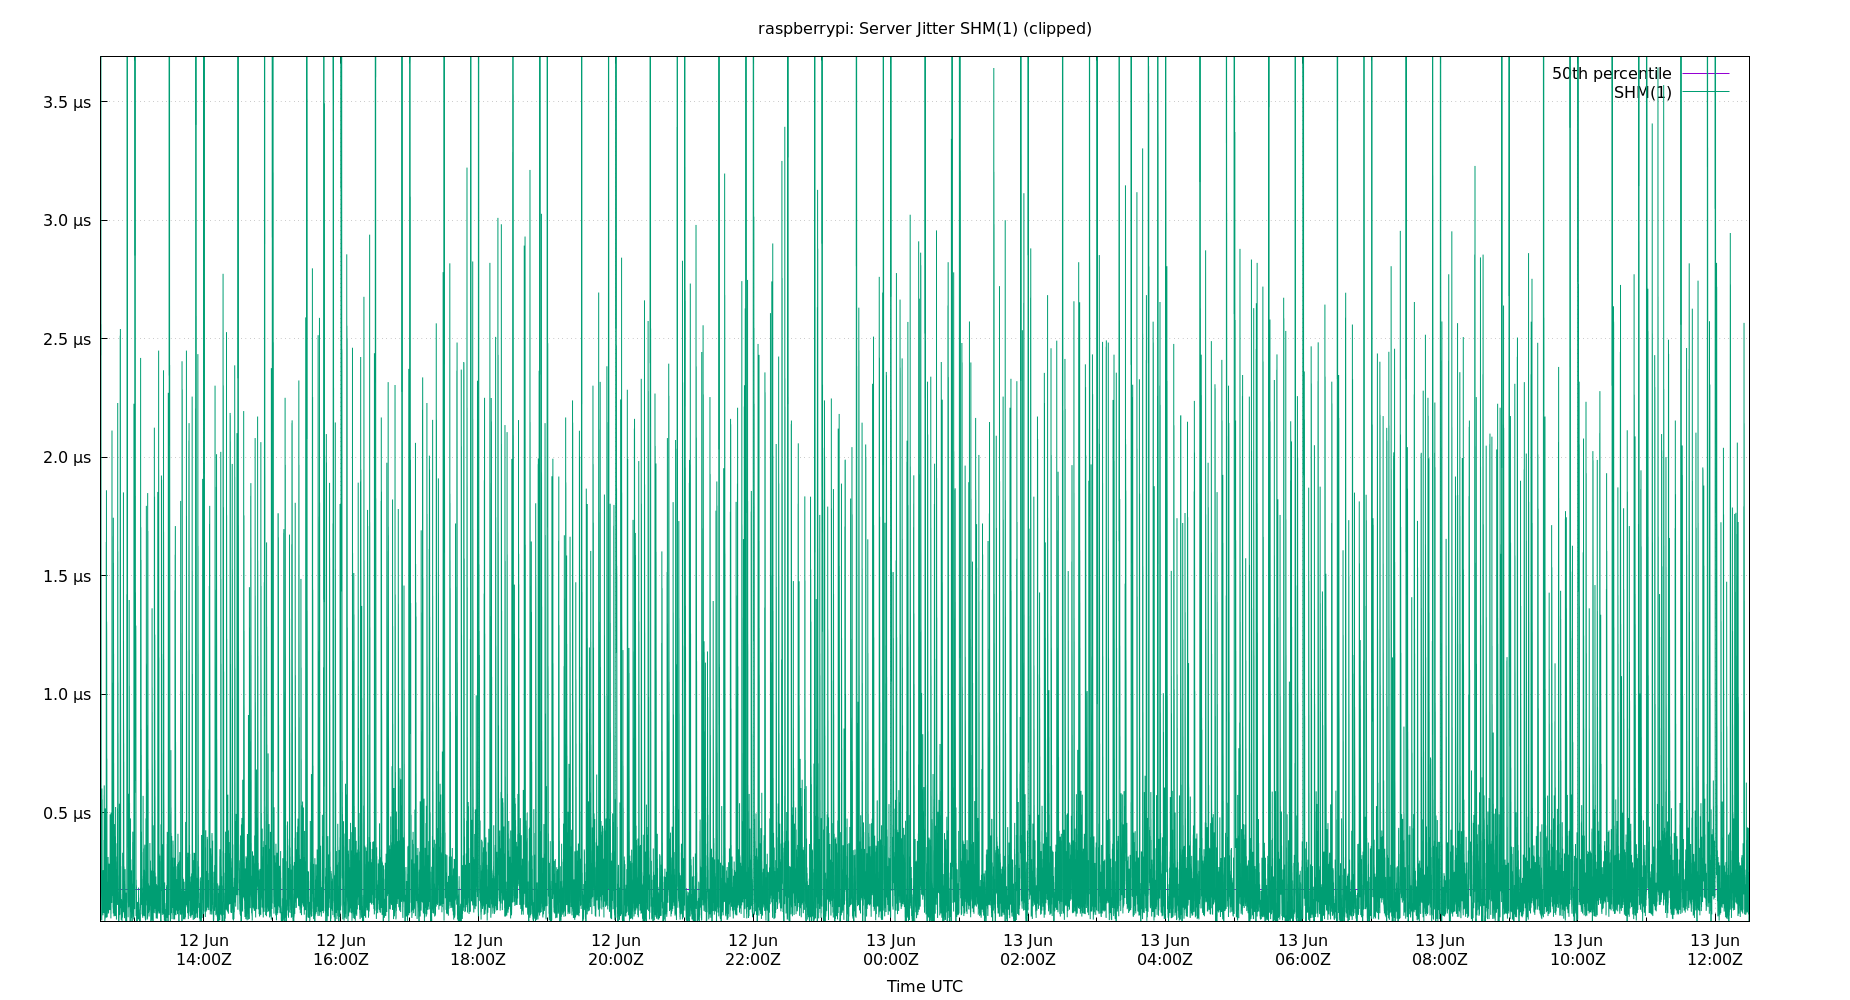 raspberrypi: Server Jitter SHM(1) (clipped)
50th percentile
SHM(1)
3.5 µs
3.0 µs
2.5 µs
2.0 µs
1.5 µs
1.0 µs
0.5 µs
12 Jun 12 Jun 12 Jun 12 Jun 12 Jun 13 Jun 13 Jun 13 Jun 13 Jun 13 Jun 13 Jun 13 Jun
14:00Z 16:00Z 18:00Z 20:00Z 22:00Z 00:00Z 02:00Z 04:00Z 06:00Z 08:00Z 10:00Z 12:00Z
Time UTC